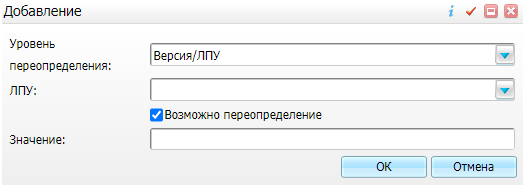 Добавление
Уровень
переопределения:
Версия/ЛПУ
ЛПУ:
Возможно переопределение
Значение:
ОК
Отмена